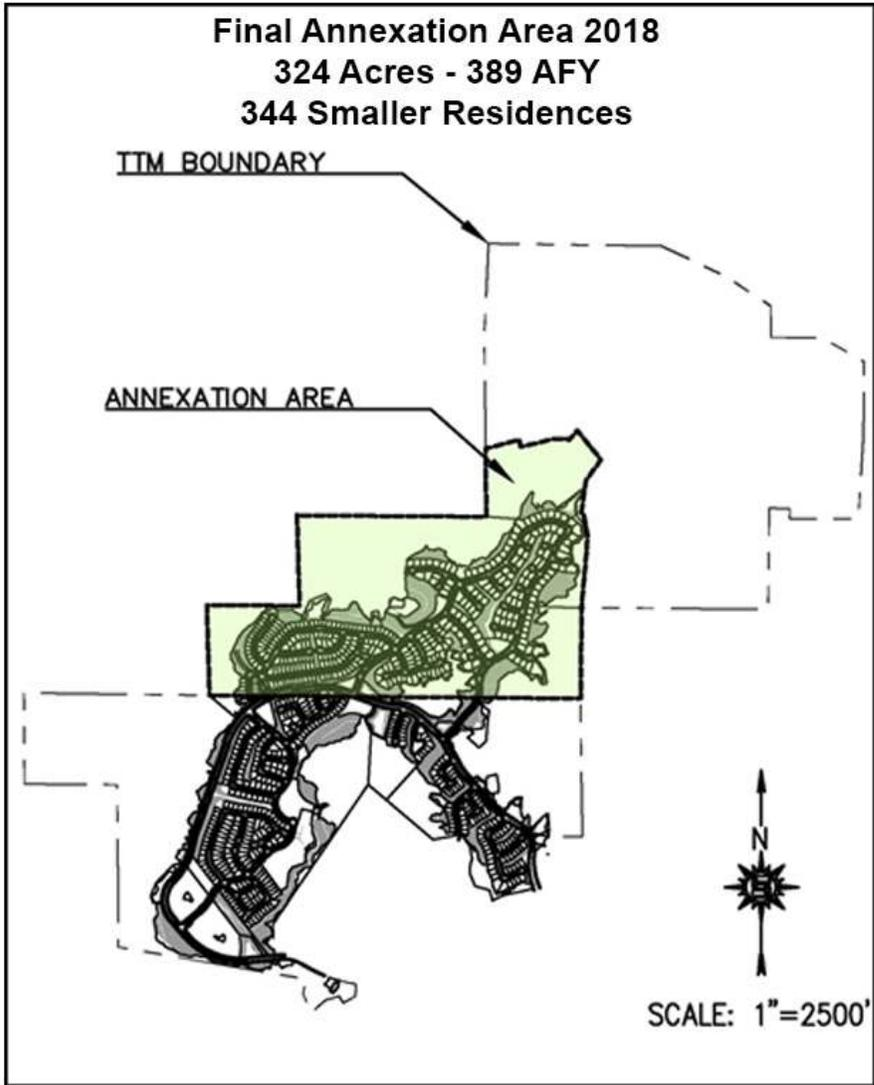 Final Annexation Area 2018
324 Acres - 389 AFY
344 Smaller Residences
TTM BOUNDARY
ANNEXATION AREA
N
SCALE: 1"=2500'